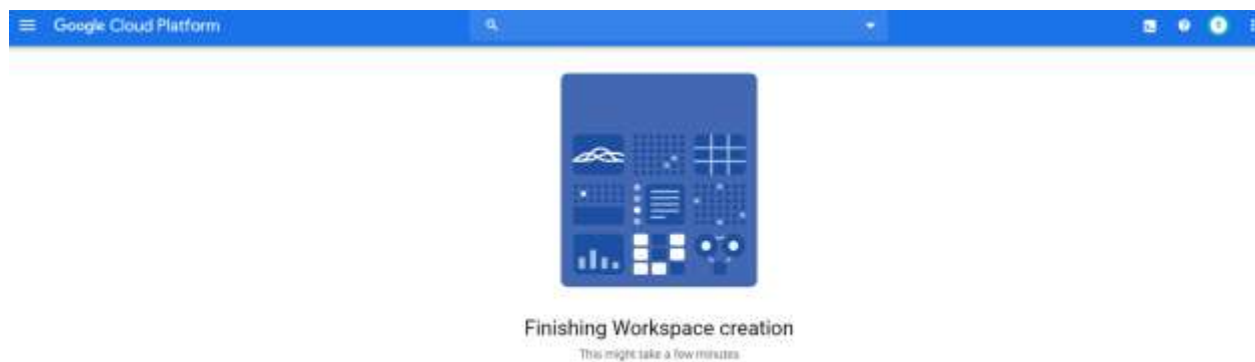 Google Cloud Platform
Finishing Workspace creation
This might take a few minutes